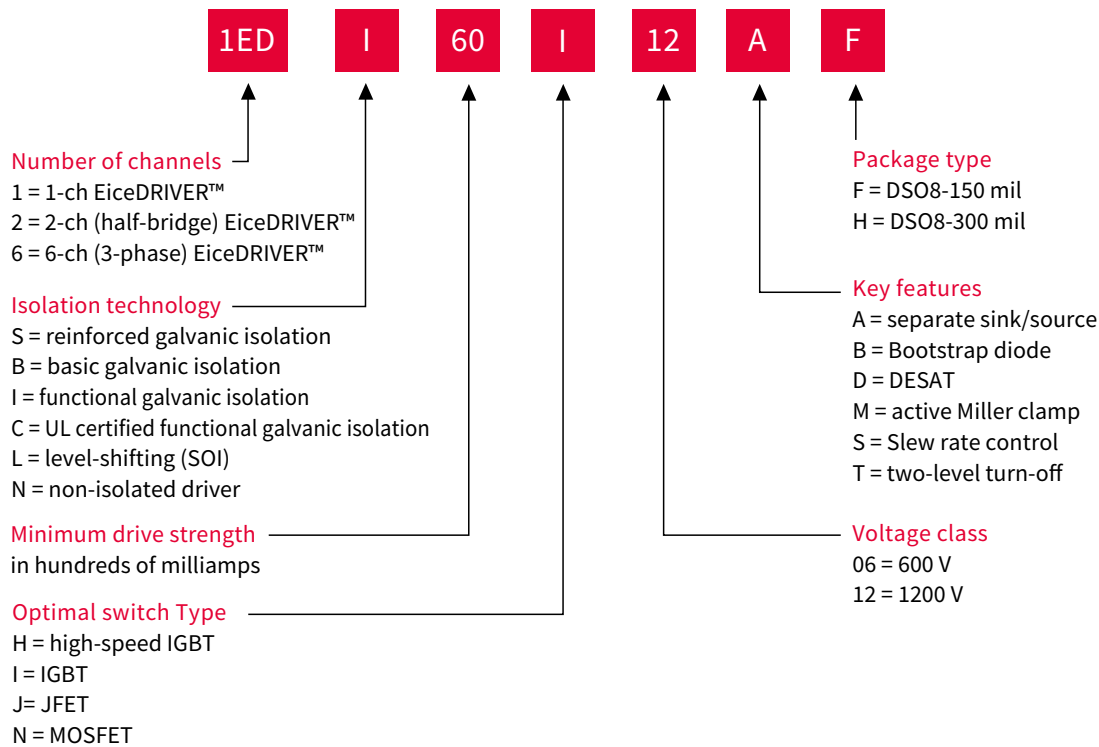 1ED I 60 I 12 A F
Number of channels
1 = 1-ch EiceDRIVER™
2 = 2-ch (half-bridge) EiceDRIVER™
6 = 6-ch (3-phase) EiceDRIVER™
Isolation technology
S = reinforced galvanic isolation
B = basic galvanic isolation
I = functional galvanic isolation
C = UL certified functional galvanic isolation
L = level-shifting (SOI)
N = non-isolated driver
Minimum drive strength
in hundreds of milliamps
Optimal switch Type
H = high-speed IGBT
I = IGBT
J= JFET
N = MOSFET
Package type
F = DSO8-150 mil
H = DSO8-300 mil
Key features
A = separate sink/source
B = Bootstrap diode
D = DESAT
M = active Miller clamp
S = Slew rate control
T = two-level turn-off
Voltage class
06 = 600 V
12 = 1200 V